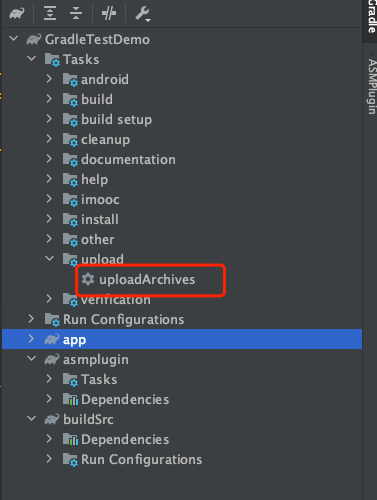 GradleTestDemo
Tasks
android
build
build setup
cleanup
documentation
help
imooc
install
other
upload
uploadArchives
verification
Run Configurations
app
asmplugin
Tasks
Dependencies
buildSrc
Dependencies
Run Configurations
Gradle
ASMPlugin